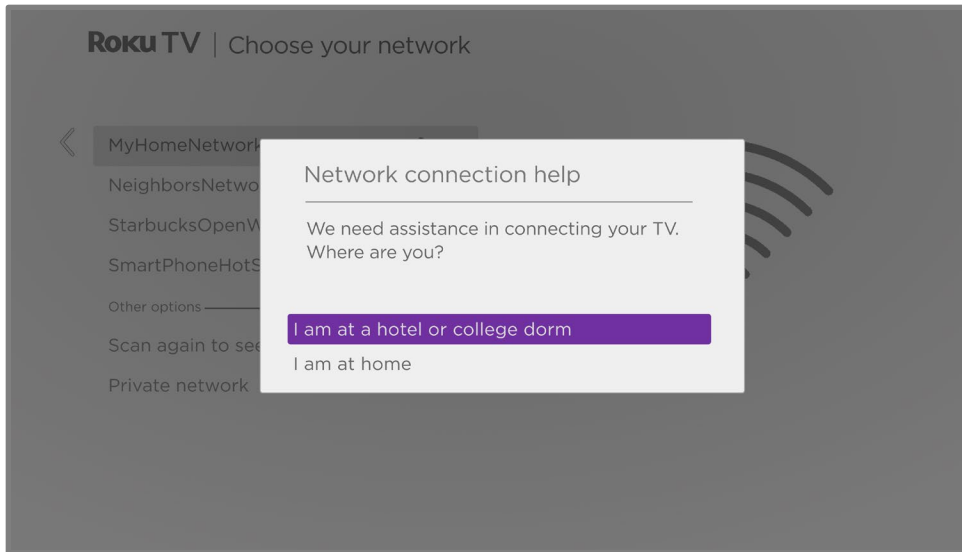 Roku TV | Choose your network
MyHomeNetwork
NeighborsNetwo
StarbucksOpenW
SmartPhoneHotS
Other options
Scan again to see
Private network
Network connection help
We need assistance in connecting your TV.
Where are you?
I am at a hotel or college dorm
I am at home